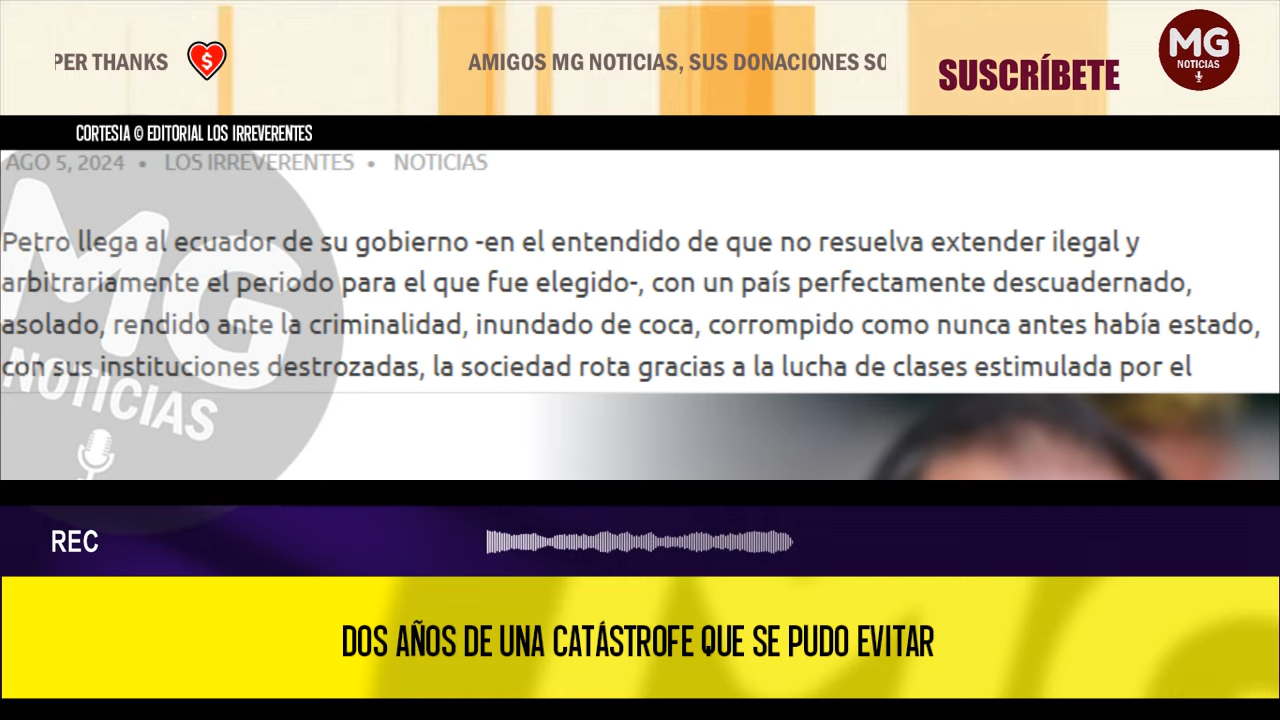 PER THANKS
AMIGOS MG NOTICIAS, SUS DONACIONES SO
SUSCRÍBETE
MG
NOTICIAS
CORTESIA © EDITORIAL LOS IRREVERENTES
AGO 5, 2024 • LOS IRREVERENTES • NOTICIAS
Petro llega al ecuador de su gobierno -en el entendido de que no resuelva extender ilegal y
arbitrariamente el periodo para el que fue elegido-, con un país perfectamente descuadernado,
asolado, rendido ante la criminalidad, inundado de coca, corrompido como nunca antes había estado,
con sus instituciones destrozadas, la sociedad rota gracias a la lucha de clases estimulada por el
MG
NOTICIAS
REC
DOS AÑOS DE UNA CATÁSTROFE QUE SE PUDO EVITAR